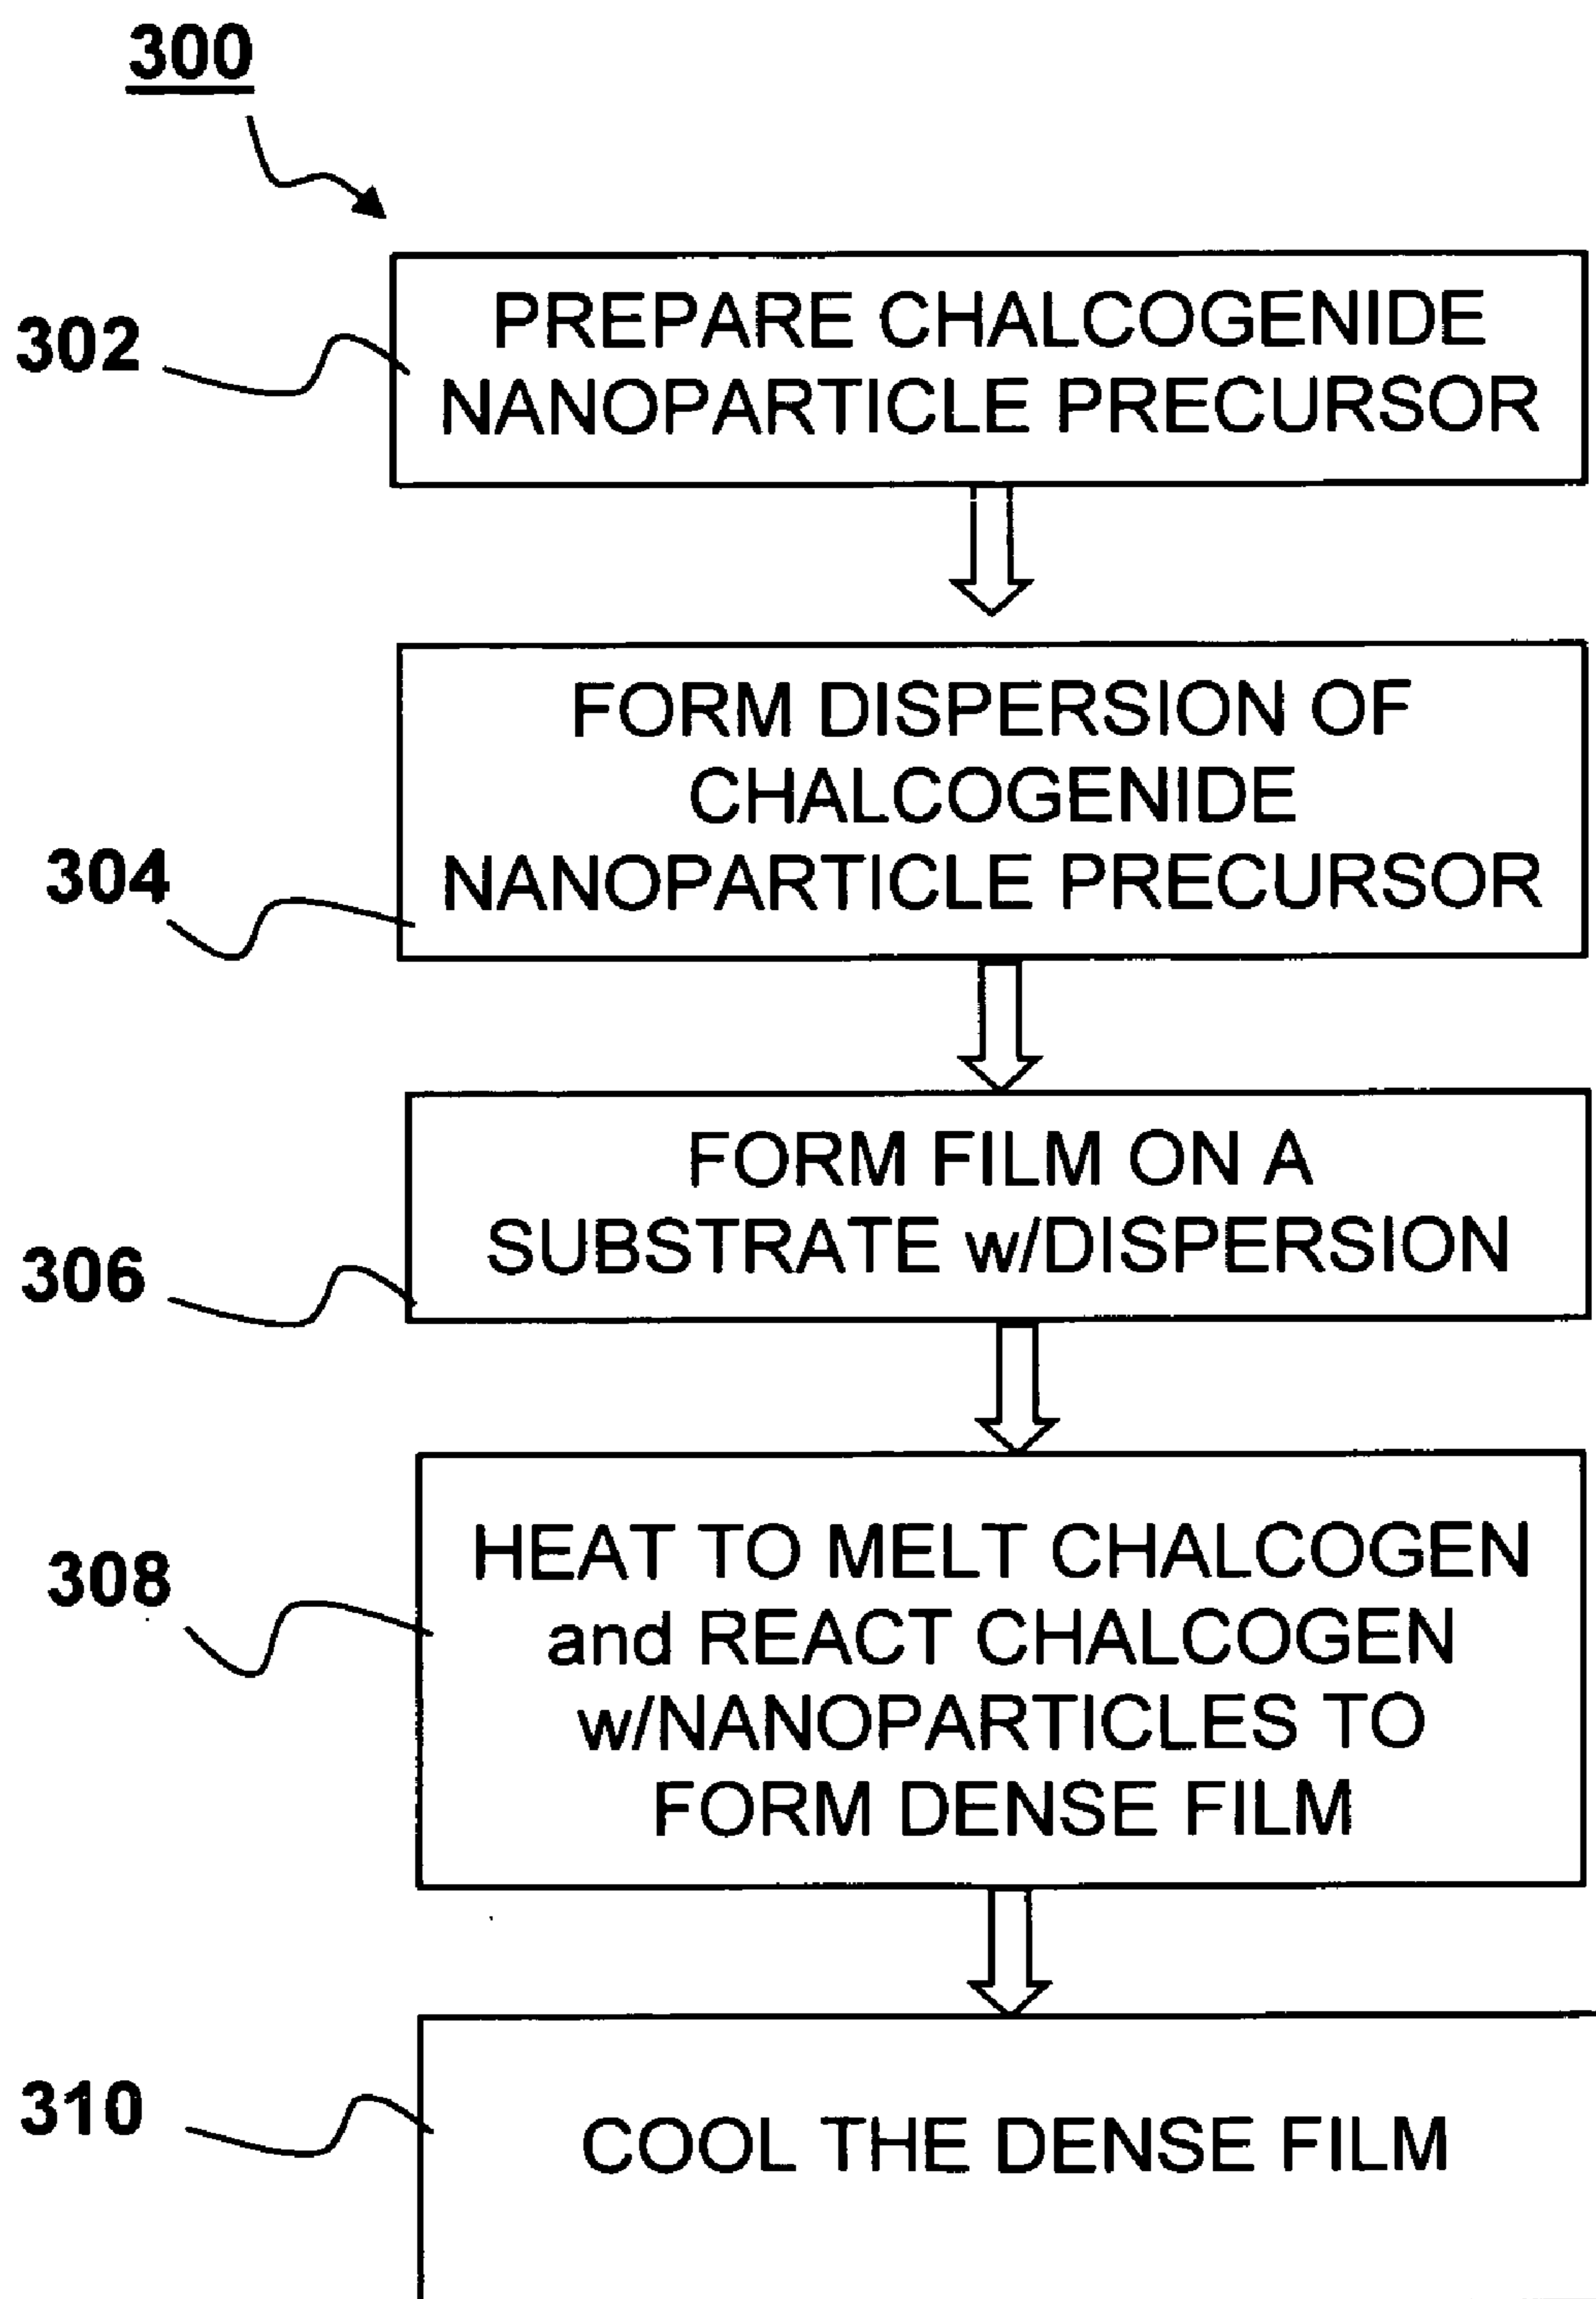 300
302
PREPARE CHALCOGENIDE
NANOPARTICLE PRECURSOR
304
FORM DISPERSION OF
CHALCOGENIDE
NANOPARTICLE PRECURSOR
306
FORM FILM ON A
SUBSTRATE w/DISPERSION
308
HEAT TO MELT CHALCOGEN
and REACT CHALCOGEN
w/NANOPARTICLES TO
FORM DENSE FILM
310
COOL THE DENSE FILM